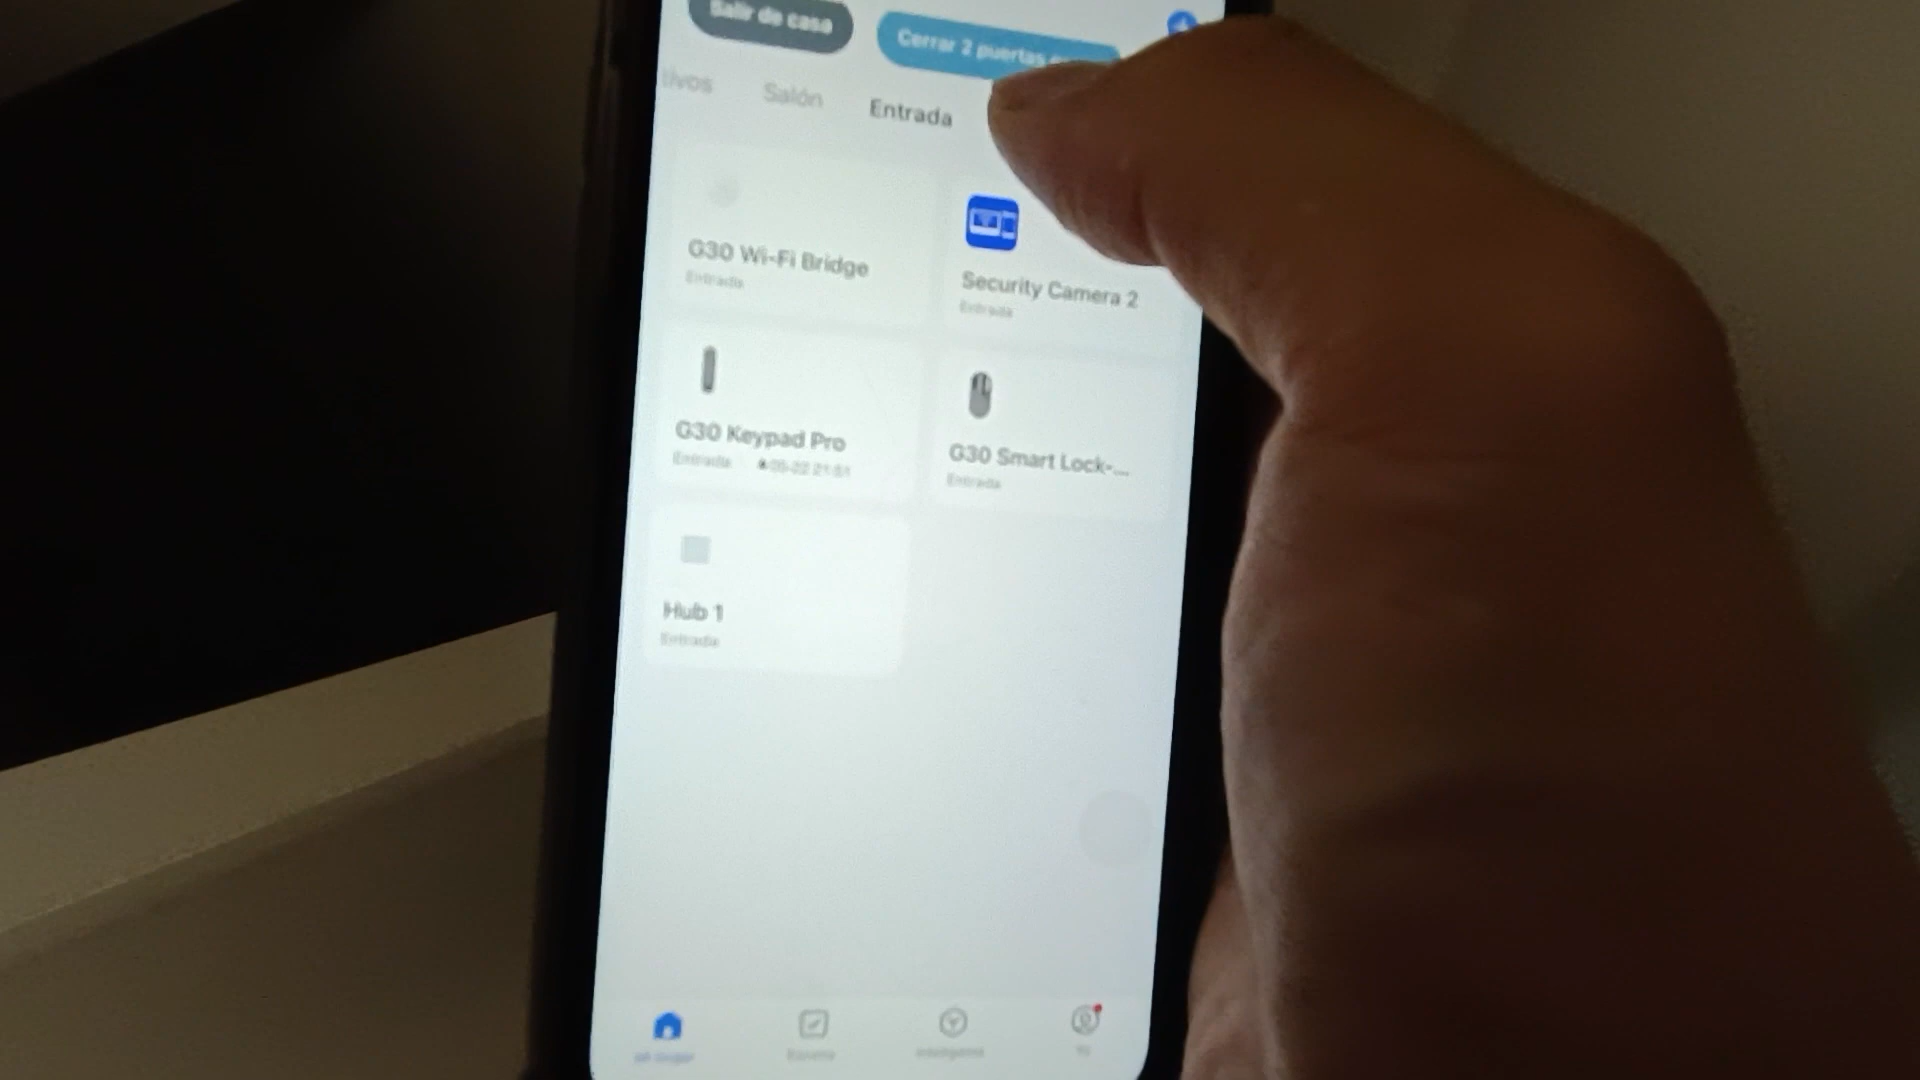 Salir de casa
Cerrar 2 puertas
tivos
Salón
Entrada
G30 Wi-Fi Bridge
Entrada
Security Camera 2
Entrada
G30 Keypad Pro
Entrada
G30 Smart Lock-...
Entrada
Hub 1
Entrada